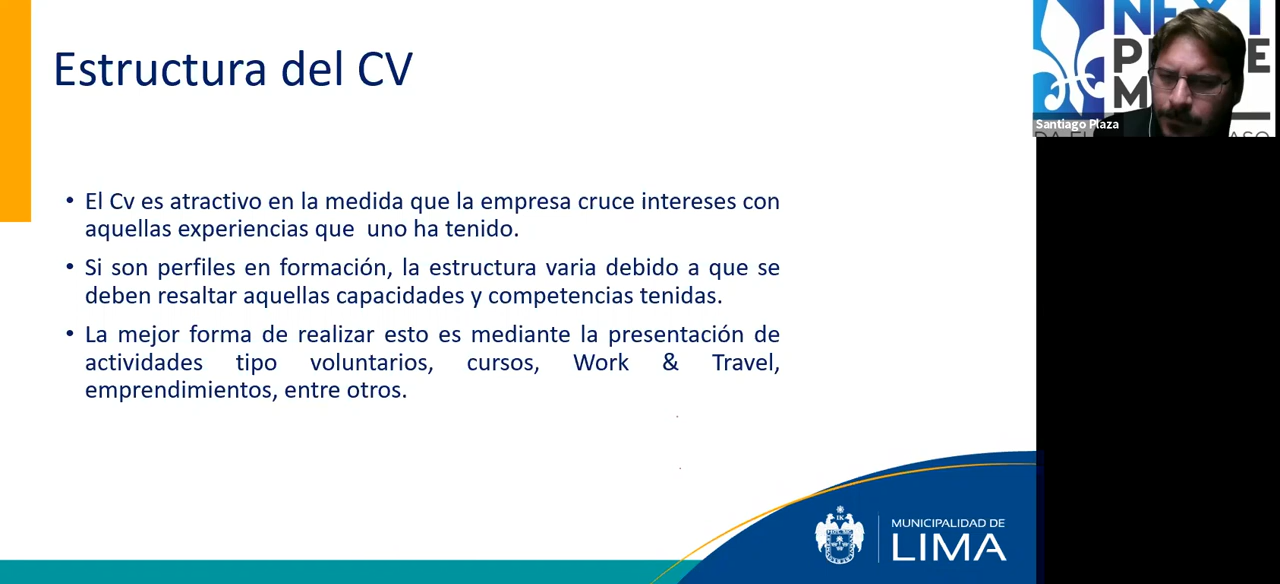 Estructura del CV
• El Cv es atractivo en la medida que la empresa cruce intereses con
aquellas experiencias que uno ha tenido.
• Si son perfiles en formación, la estructura varia debido a que se
deben resaltar aquellas capacidades y competencias tenidas.
• La mejor forma de realizar esto es mediante la presentación de
actividades tipo voluntarios, cursos, Work & Travel,
emprendimientos, entre otros.
MUNICIPALIDAD DE
LIMA
Santiago Plaza